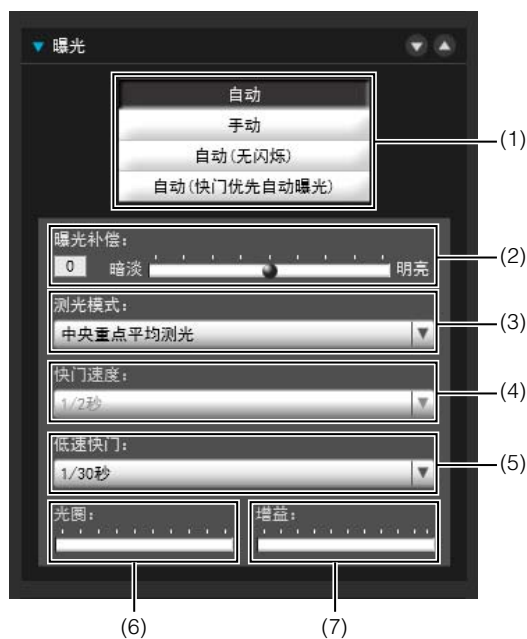 曝光
自动
手动
自动(无闪烁)
自动(快门优先自动曝光)
(1)
曝光补偿:
0 暗淡 明亮
(2)
测光模式:
中央重点平均测光
(3)
快门速度:
1/2秒
(4)
低速快门:
1/30秒
(5)
光圈: 增益:
(6) (7)